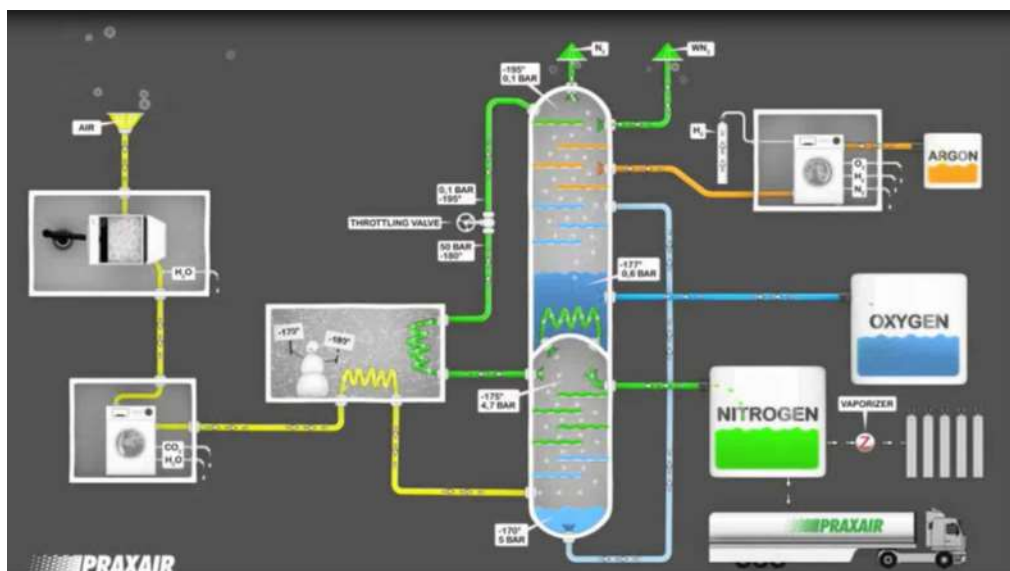 AIR
H₂O
CO₂
H₂O
-170°
-180°
0,1 BAR
-195°
THROTTLING VALVE
50 BAR
-180°
-195°
0,1 BAR
N₂
WN₂
H₂
O₂
H₂
N₂
ARGON
-177°
0,6 BAR
OXYGEN
-175°
4,7 BAR
NITROGEN
VAPORIZER
-170°
5 BAR
PRAXAIR
PRAXAIR